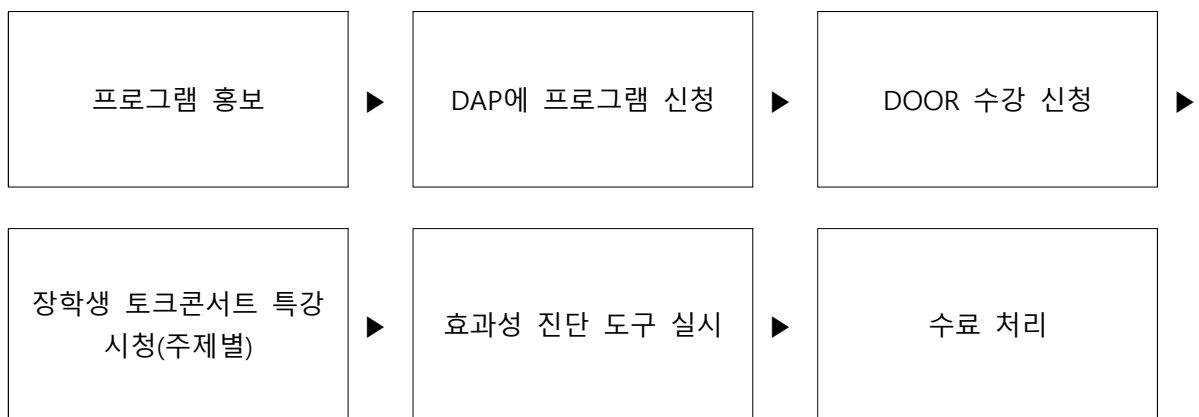 프로그램 홍보 ▶ DAP에 프로그램 신청 ▶ DOOR 수강 신청 ▶
장학생 토크콘서트 특강
시청(주제별) ▶ 효과성 진단 도구 실시 ▶ 수료 처리